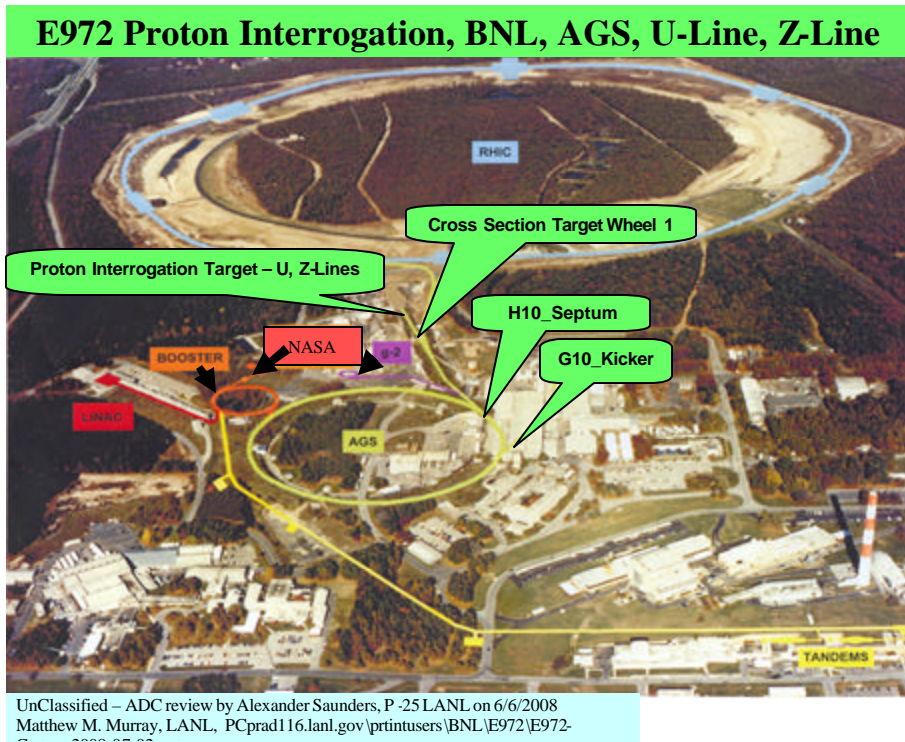 E972 Proton Interrogation, BNL, AGS, U-Line, Z-Line
RHIC
Cross Section Target Wheel 1
Proton Interrogation Target – U, Z-Lines
H10_Septum
NASA
g-2
BOOSTER
G10_Kicker
LINAC
AGS
TANDEMS
UnClassified – ADC review by Alexander Saunders, P -25 LANL on 6/6/2008
Matthew M. Murray, LANL, PCprad116.lanl.gov\prtintusers\BNL\E972\E972-